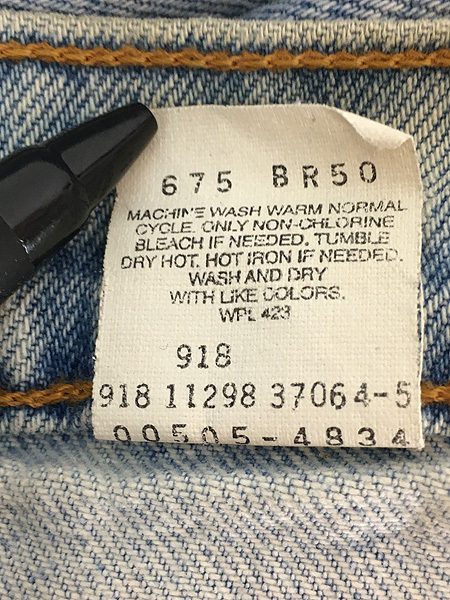 675 BR50
MACHINE WASH WARM NORMAL
CYCLE. ONLY NON-CHLORINE
BLEACH IF NEEDED. TUMBLE
DRY HOT. HOT IRON IF NEEDED.
WASH AND DRY
WITH LIKE COLORS.
WPL 423
918
918 11298 37064-5
00505-4834